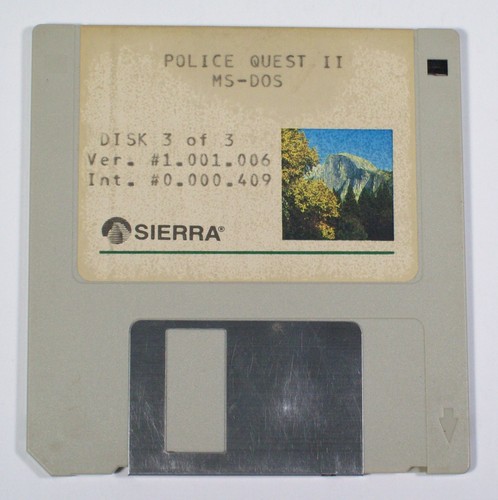 POLICE QUEST II
MS-DOS
DISK 3 of 3
Ver. #1.001.006
Int. #0.000.409
SIERRA®